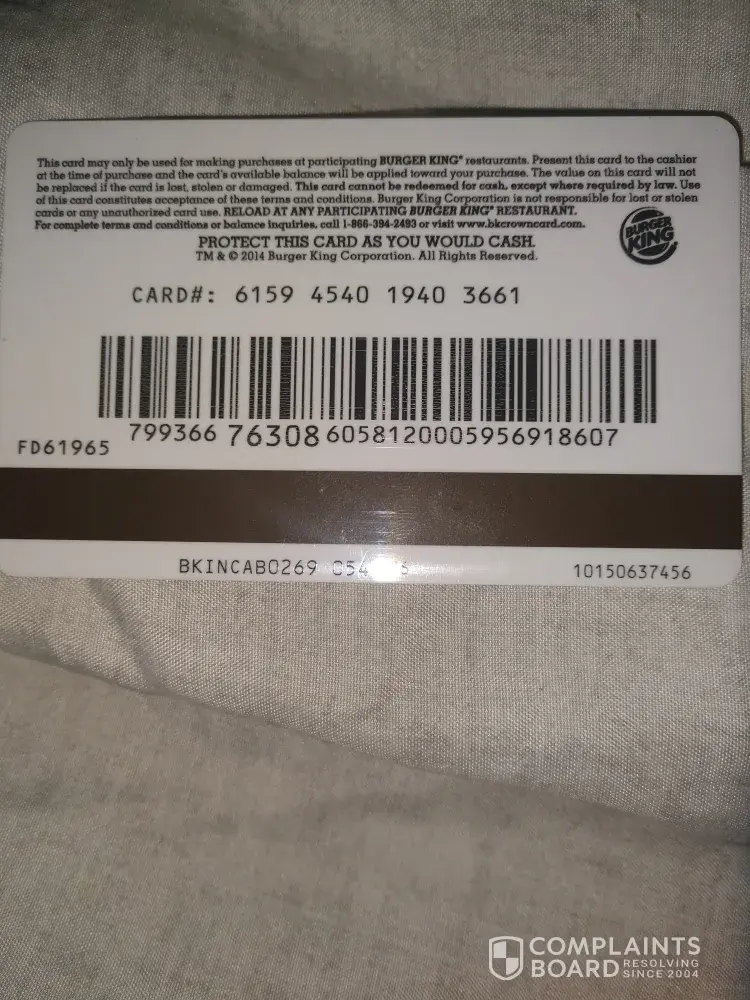 This card may only be used for making purchases at participating BURGER KING® restaurants. Present this card to the cashier
at the time of purchase and the card's available balance will be applied toward your purchase. The value on this card will not
be replaced if the card is lost, stolen or damaged. This card cannot be redeemed for cash, except where required by law. Use
of this card constitutes acceptance of these terms and conditions. Burger King Corporation is not responsible for lost or stolen
cards or any unauthorized card use. RELOAD AT ANY PARTICIPATING BURGER KING® RESTAURANT.
For complete terms and conditions or balance inquiries, call 1-866-394-2493 or visit www.bkcrowncard.com.
BURGER
KING
PROTECT THIS CARD AS YOU WOULD CASH.
TM & © 2014 Burger King Corporation. All Rights Reserved.
CARD#: 6159 4540 1940 3661
799366 76308 6058120005956918607
FD61965
BKINCAB0269
10150637456
COMPLAINTS
BOARD RESOLVING
SINCE 2004